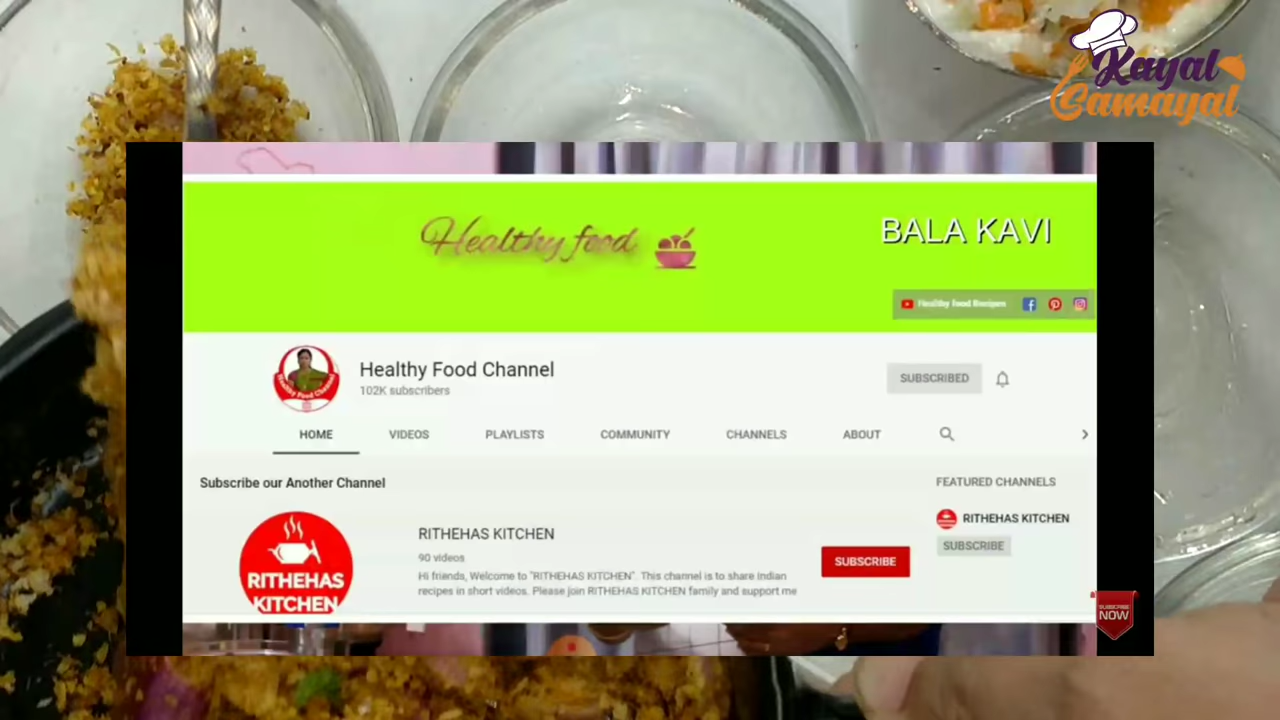 Kayal
Samayal
Healthy food
BALA KAVI
Healthy Food Recipes
Healthy Food Channel
Healthy Food Channel
102K subscribers
SUBSCRIBED
HOME
VIDEOS
PLAYLISTS
COMMUNITY
CHANNELS
ABOUT
Subscribe our Another Channel
FEATURED CHANNELS
RITHEHAS KITCHEN
SUBSCRIBE
RITHEHAS
KITCHEN
RITHEHAS KITCHEN
90 videos
Hi friends, Welcome to "RITHEHAS KITCHEN". This channel is to share indian
recipes in short videos. Please join RITHEHAS KITCHEN family and support me
SUBSCRIBE
SUBSCRIBE
NOW